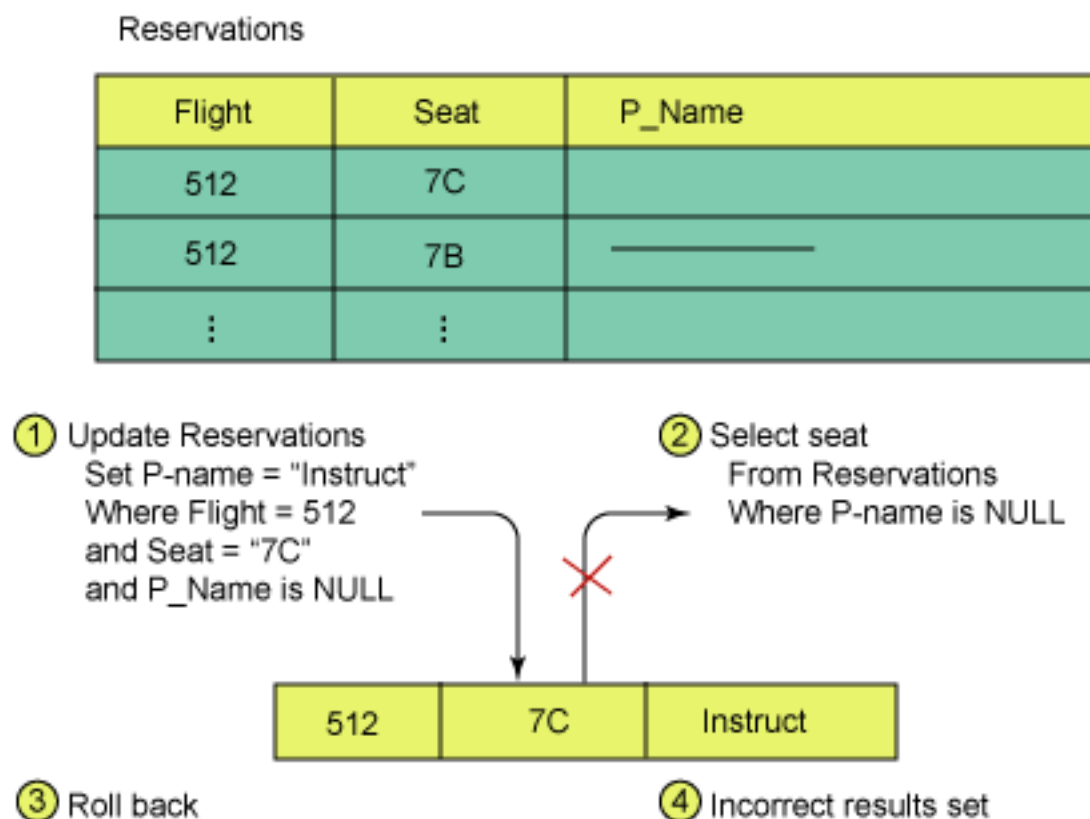 Reservations
Flight Seat P_Name
512 7C
512 7B
⋮ ⋮
1 Update Reservations
Set P-name = “Instruct”
Where Flight = 512
and Seat = “7C”
and P_Name is NULL
2 Select seat
From Reservations
Where P-name is NULL
512 7C Instruct
3 Roll back
4 Incorrect results set